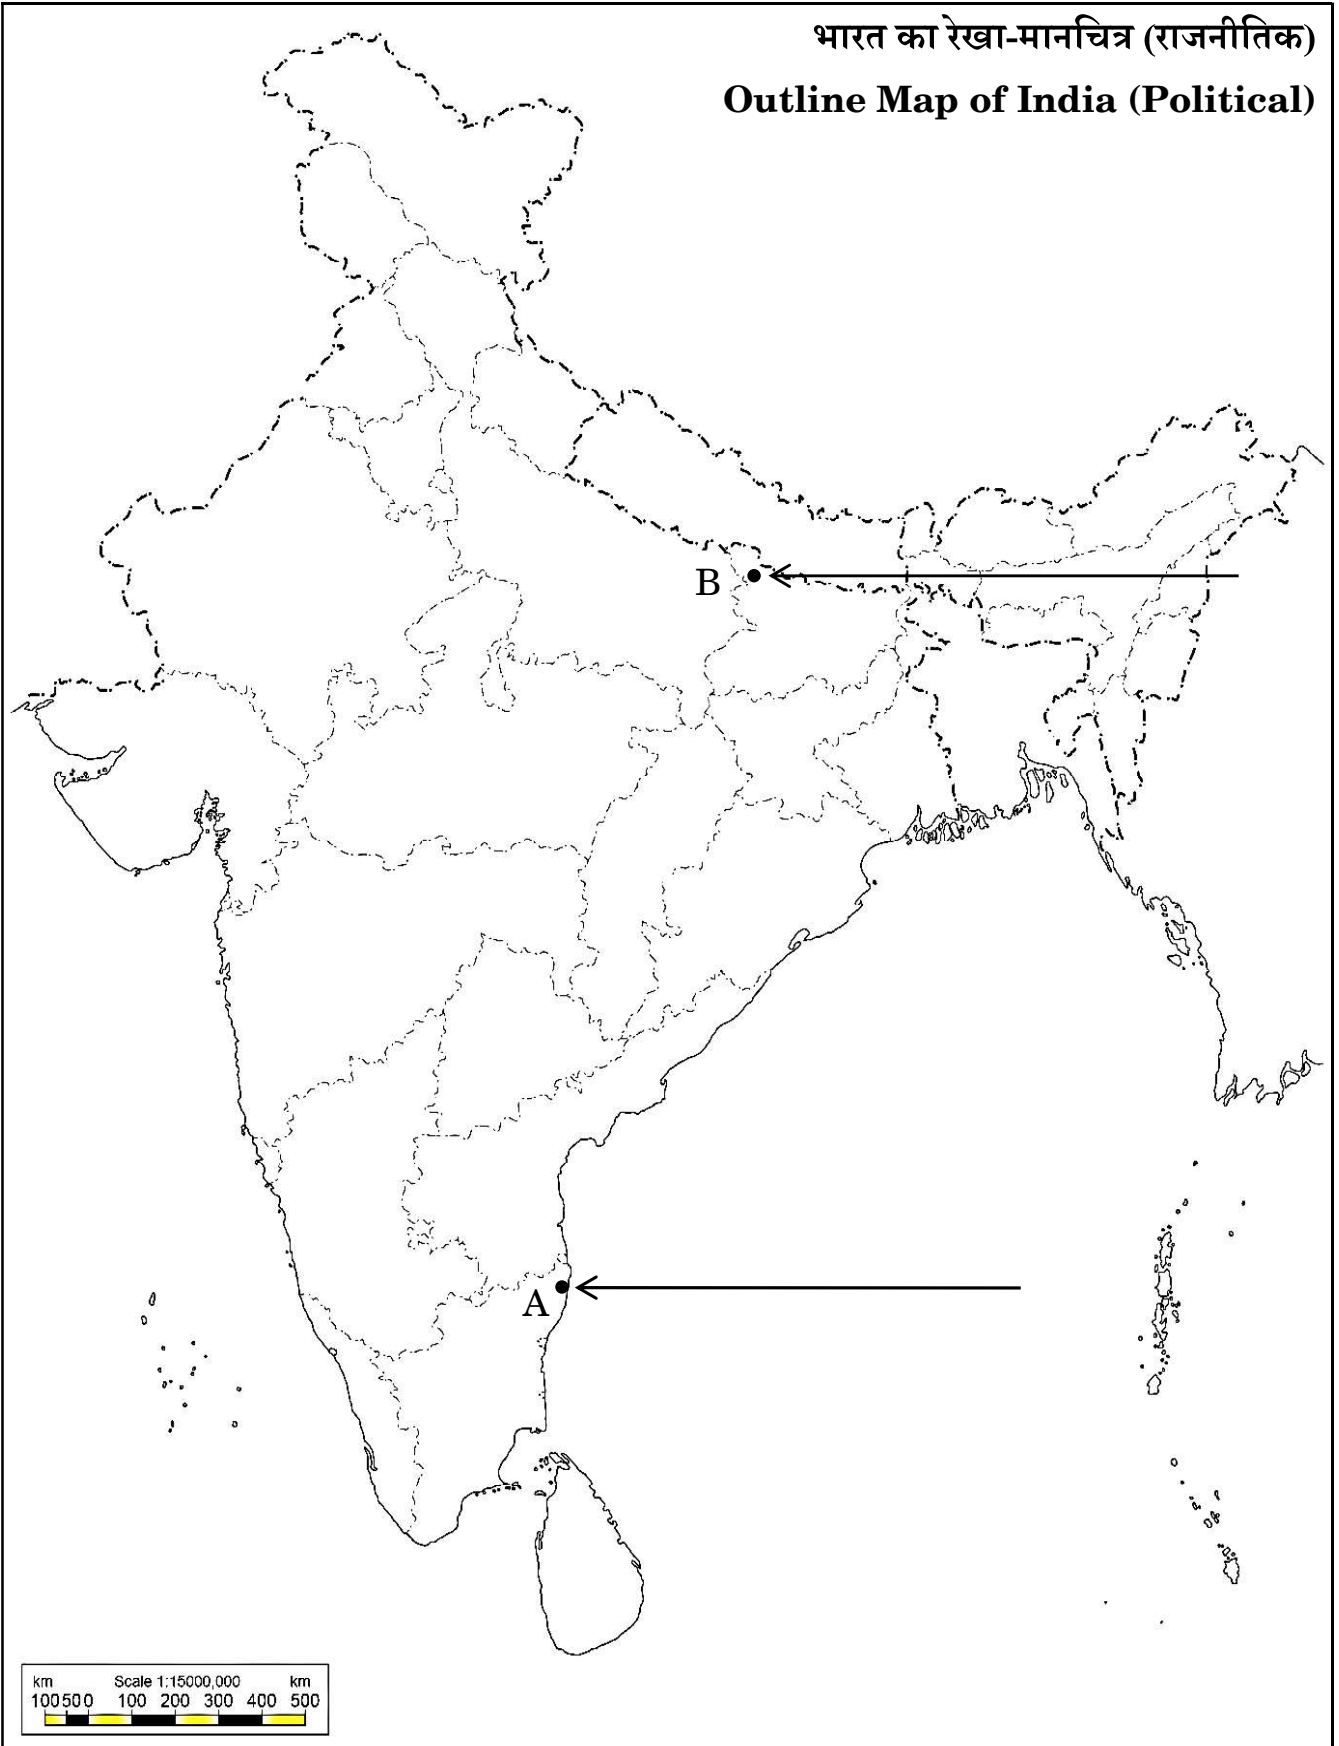 भारत का रेखा-मानचित्र (राजनीतिक)
Outline Map of India (Political)
B
A
km Scale 1:15000,000 km
100 50 0 100 200 300 400 500